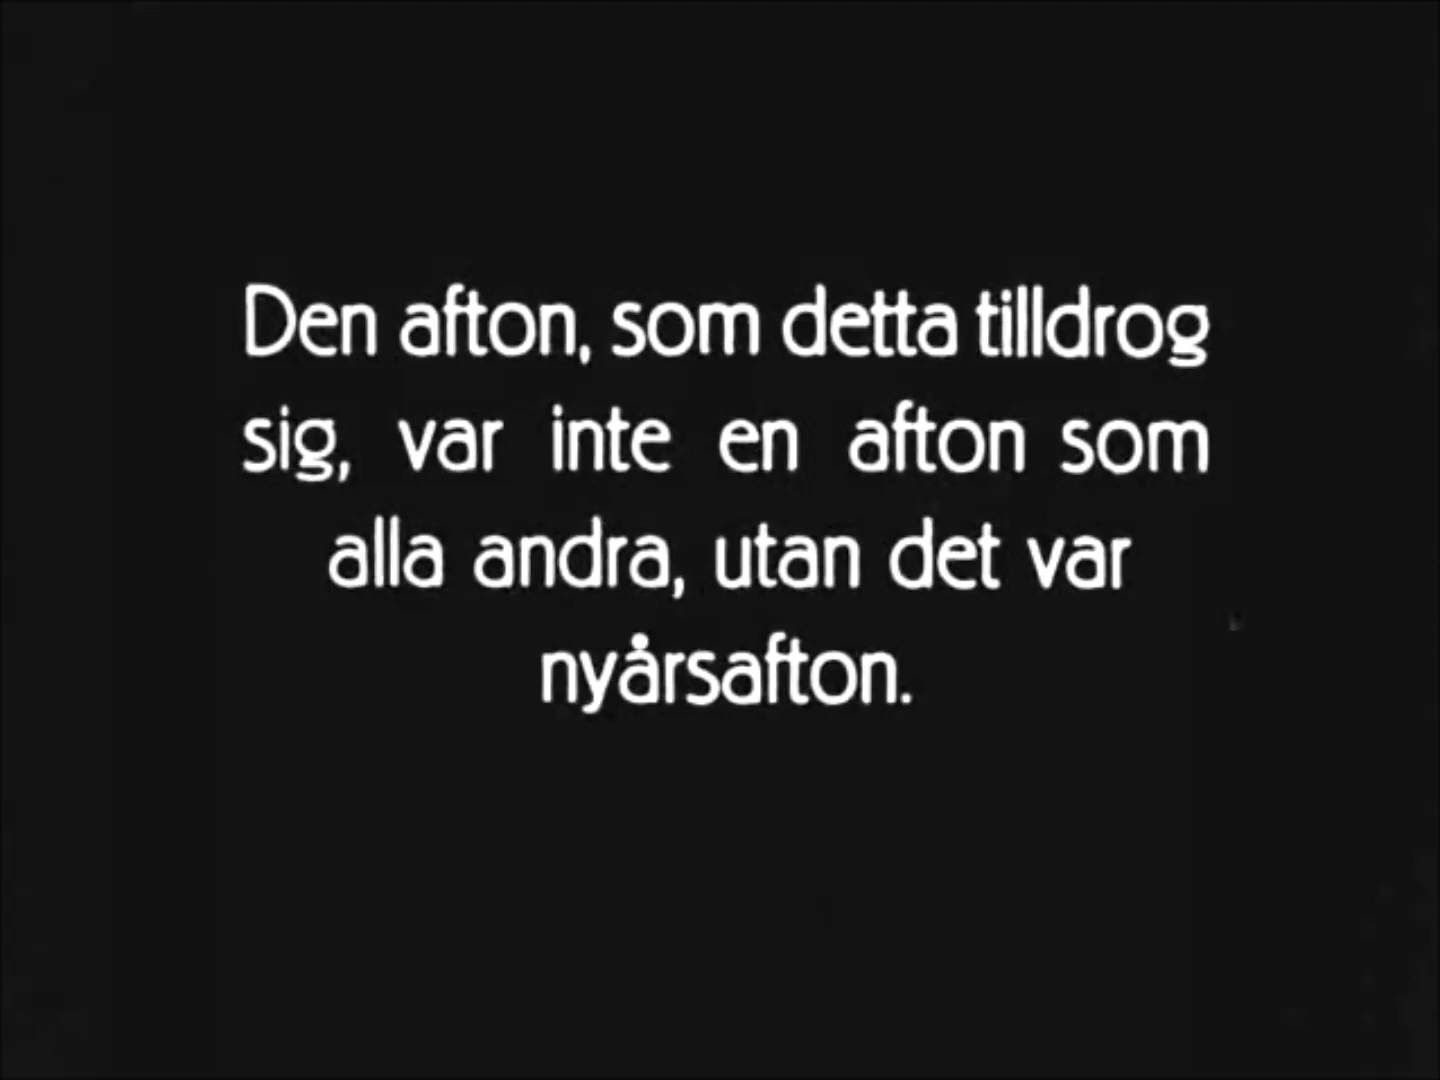 Den afton, som detta tilldrog
sig, var inte en afton som
alla andra, utan det var
nyårsafton.